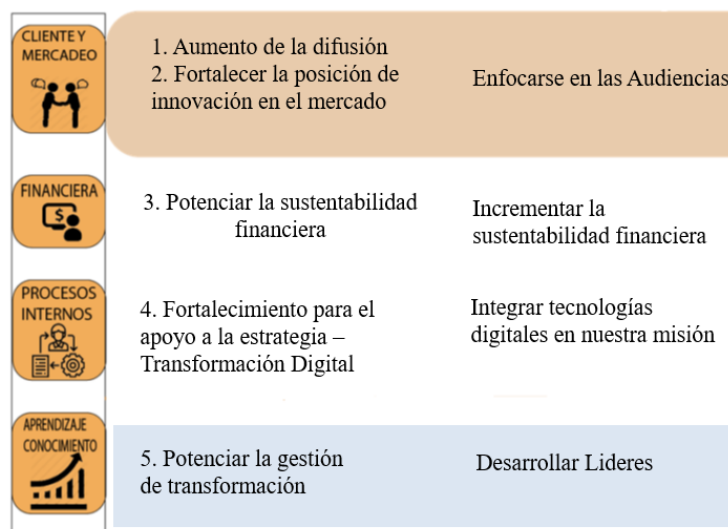 CLIENTE Y
MERCADEO
1. Aumento de la difusión
2. Fortalecer la posición de
innovación en el mercado
Enfocarse en las Audiencias
FINANCIERA
$
3. Potenciar la sustentabilidad
financiera
Incrementar la
sustentabilidad financiera
PROCESOS
INTERNOS
4. Fortalecimiento para el
apoyo a la estrategia –
Transformación Digital
Integrar tecnologías
digitales en nuestra misión
APRENDIZAJE
CONOCIMIENTO
5. Potenciar la gestión
de transformación
Desarrollar Lideres